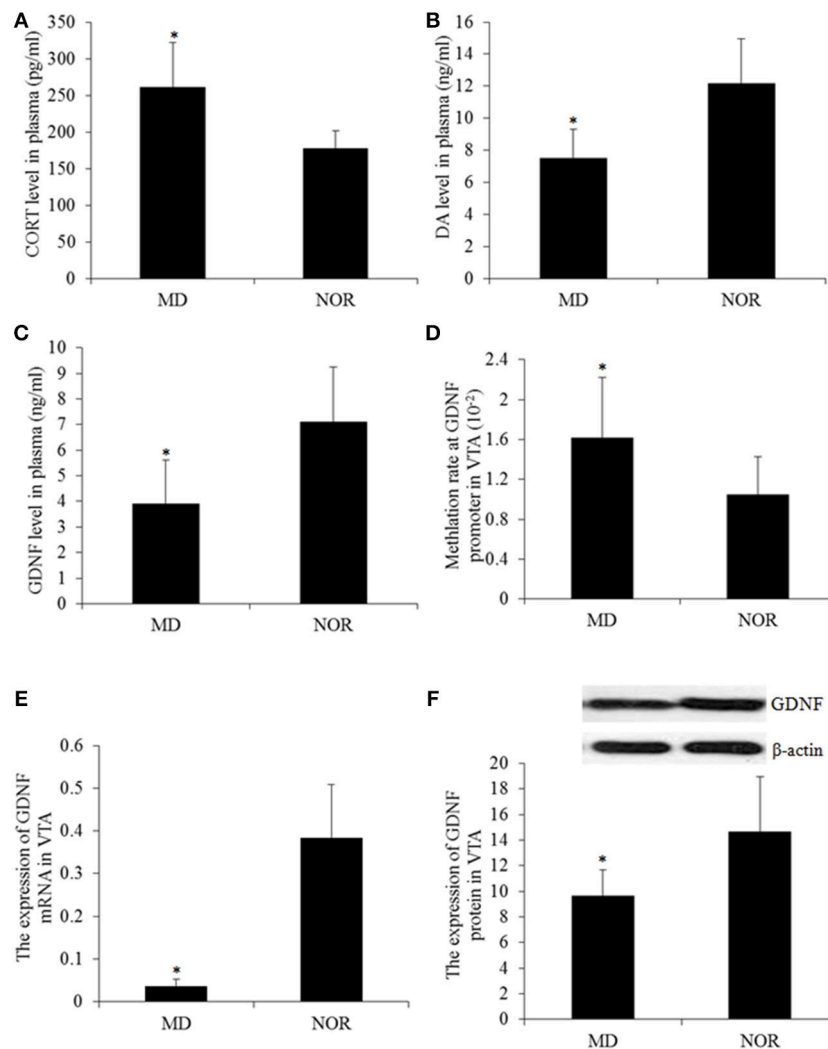 A
CORT level in plasma (pg/ml)
350
300
250
200
150
100
50
0
*
MD NOR
B
DA level in plasma (ng/ml)
16
14
12
10
8
6
4
2
0
*
MD NOR
C
GDNF level in plasma (ng/ml)
10
9
8
7
6
5
4
3
2
1
0
*
MD NOR
D
Methlation rate at GDNF
promoter in VTA (10-2)
2.4
2
1.6
1.2
0.8
0.4
0
*
MD NOR
E
The expression of GDNF
mRNA in VTA
0.6
0.5
0.4
0.3
0.2
0.1
0
*
MD NOR
F
GDNF
β-actin
The expression of GDNF
protein in VTA
20
18
16
14
12
10
8
6
4
2
0
*
MD NOR